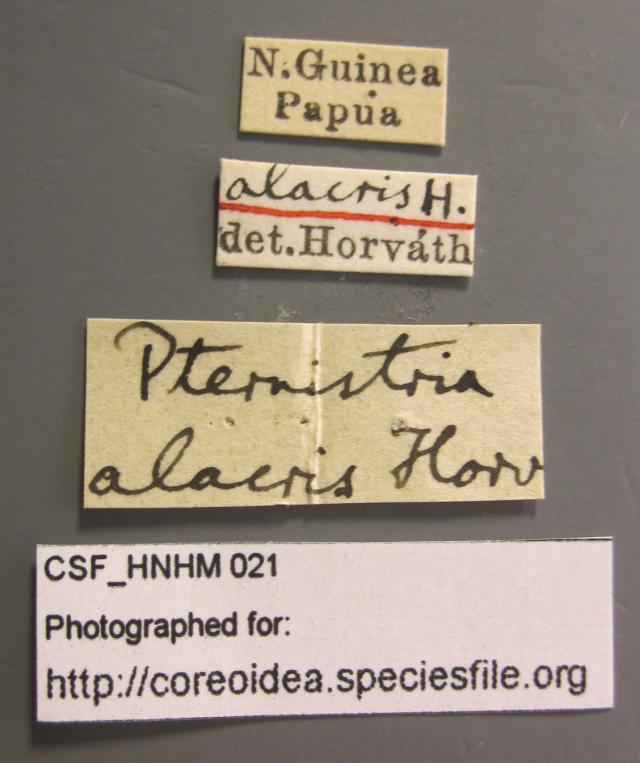 N. Guinea
Papua
alacris H.
det. Horváth
Pternistria
alacris Horv
CSF_HNHM 021
Photographed for:
http://coreoidea.speciesfile.org